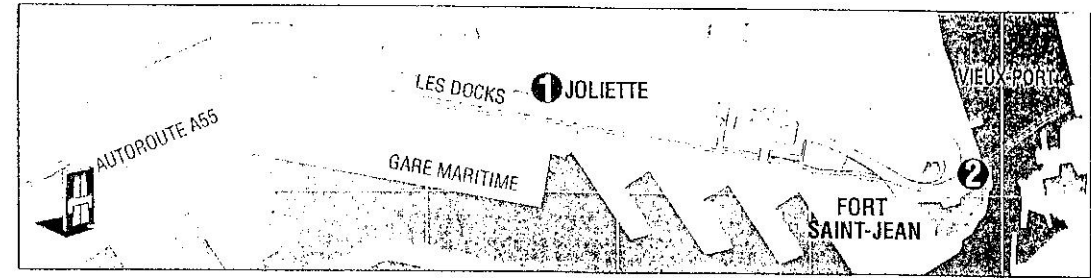 AUTOROUTE A55
LES DOCKS
1 JOLIETTE
GARE MARITIME
VIEUX-PORT
2
FORT
SAINT-JEAN